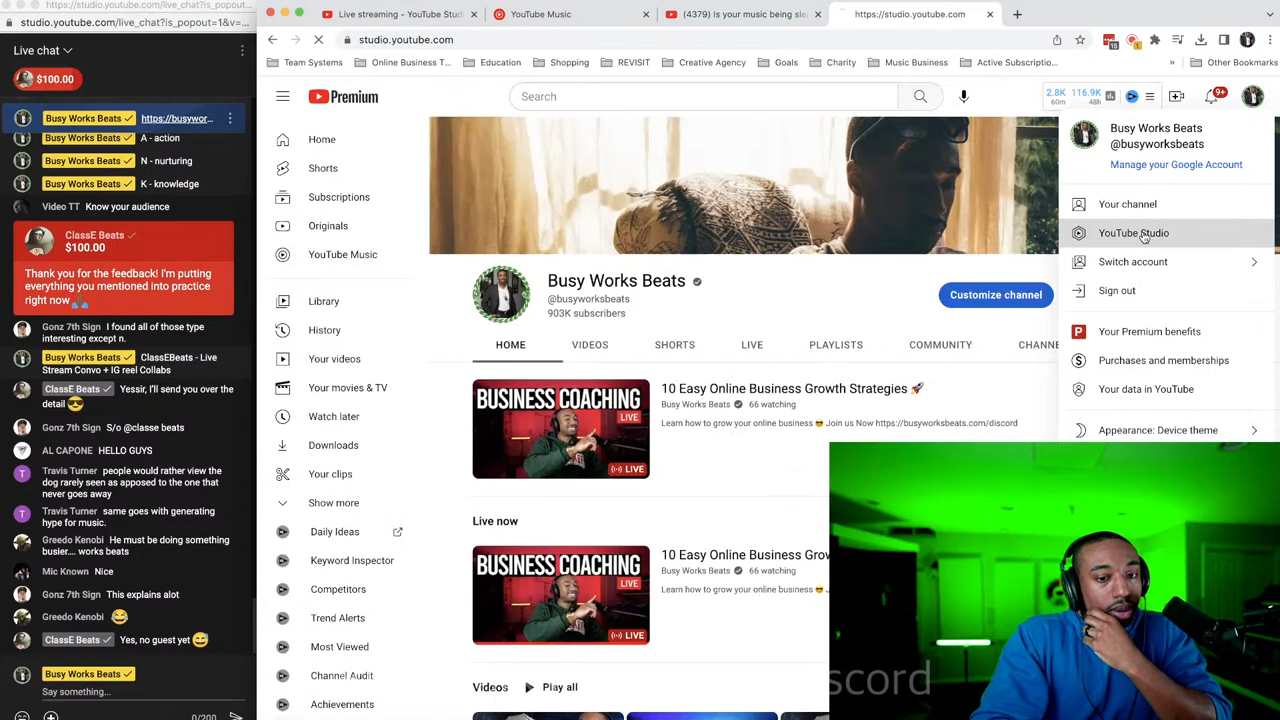 youtube.com/live_chat?is_popout=1&v=
studio.youtube.com/live_chat?is_popout=1&v=...
Live chat
$100.00
Busy Works Beats https://busywor...
Busy Works Beats A - action
Busy Works Beats N - nurturing
Busy Works Beats K - knowledge
Video TT Know your audience
ClassE Beats
$100.00
Thank you for the feedback! I'm putting
everything you mentioned into practice
right now
Gonz 7th Sign I found all of those type
interesting except n.
Busy Works Beats ClassEBeats - Live
Stream Convo + IG reel Collabs
ClassE Beats Yessir, I'll send you over the
detail
Gonz 7th Sign S/o @classe beats
AL CAPONE HELLO GUYS
T Travis Turner people would rather view the
dog rarely seen as apposed to the one that
never goes away
T Travis Turner same goes with generating
hype for music.
Greedo Kenobi He must be doing something
busier.... works beats
Mic Known Nice
Gonz 7th Sign This explains alot
Greedo Kenobi
ClassE Beats Yes, no guest yet
Busy Works Beats
Say something...
0/200
Live streaming - YouTube Studi
YouTube Music
(4379) Is your music being sle
https://studio.youtube.com
studio.youtube.com
15
1
Team Systems
Online Business T...
Education
Shopping
REVISIT
Creative Agency
Goals
Charity
Music Business
Active Subscriptio...
»
Other Bookmarks
Premium
Search
2.8K 116.9K
60m 48h
9+
Home
Shorts
Subscriptions
Originals
YouTube Music
Library
History
Your videos
Your movies & TV
Watch later
Downloads
Your clips
Show more
Daily Ideas
Keyword Inspector
Competitors
Trend Alerts
Most Viewed
Channel Audit
Achievements
Busy Works Beats
@busyworksbeats
903K subscribers
Customize channel
HOME
VIDEOS
SHORTS
LIVE
PLAYLISTS
COMMUNITY
CHANNE
BUSINESS
COACHING
LIVE
LIVE
10 Easy Online Business Growth Strategies 🚀
Busy Works Beats 66 watching
Learn how to grow your online business 😎 Join us Now https://busyworksbeats.com/discord
Live now
BUSINESS
COACHING
LIVE
LIVE
10 Easy Online Business Grow
Busy Works Beats 66 watching
Learn how to grow your online business 😎
Videos
Play all
Busy Works Beats
@busyworksbeats
Manage your Google Account
Your channel
YouTube Studio
Switch account
Sign out
P Your Premium benefits
Purchases and memberships
Your data in YouTube
Appearance: Device theme
scord